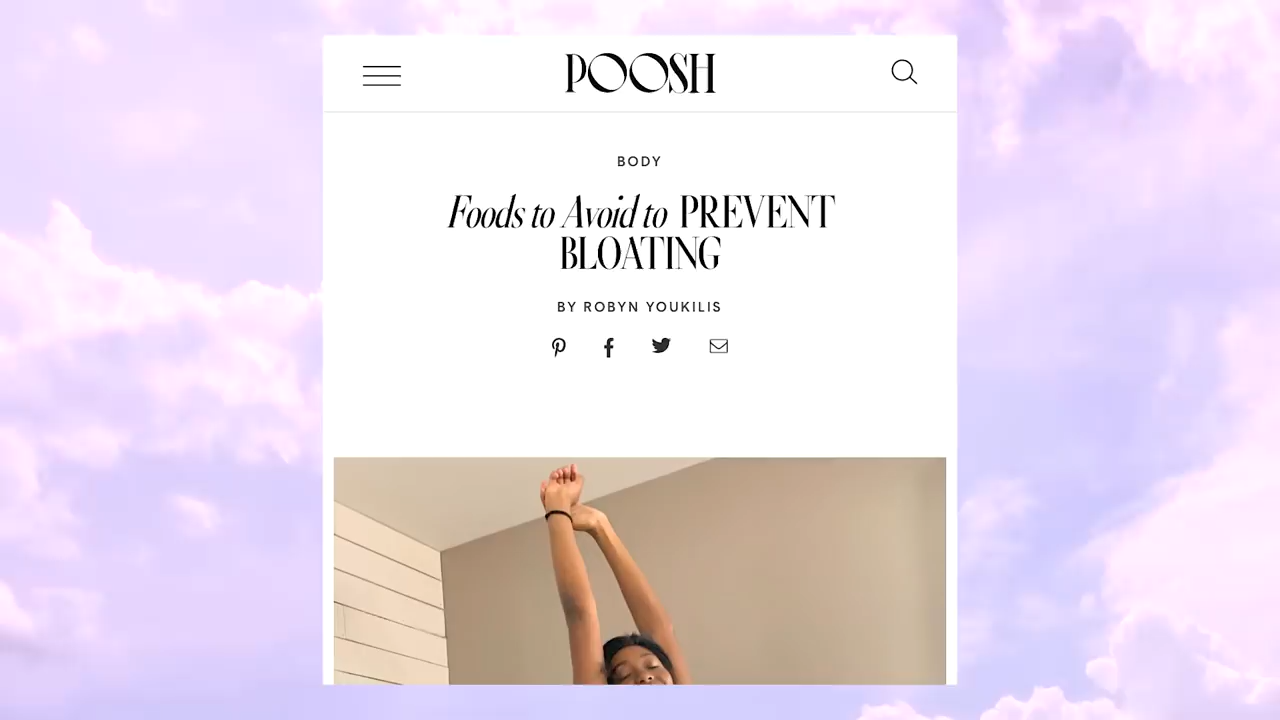 POOSH
BODY
Foods to Avoid to PREVENT
BLOATING
BY ROBYN YOUKILIS